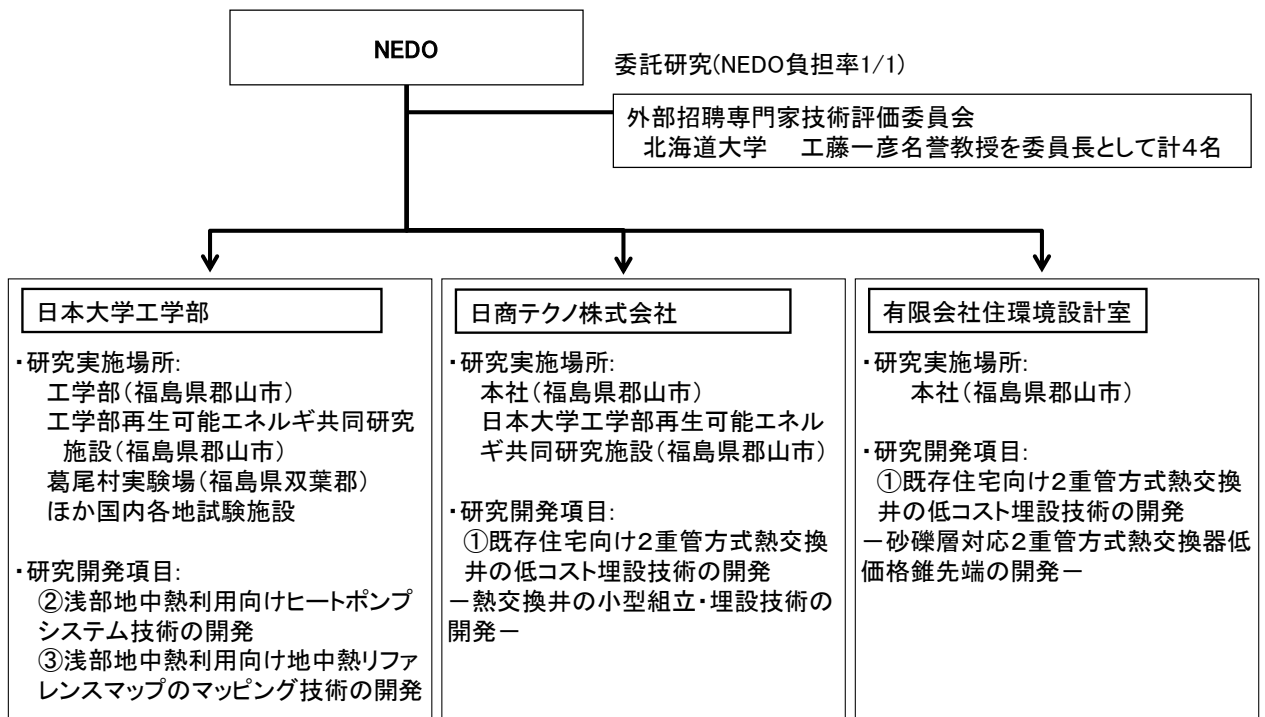 NEDO
委託研究(NEDO負担率1/1)
外部招聘専門家技術評価委員会
北海道大学 工藤一彦名誉教授を委員長として計4名
日本大学工学部
・研究実施場所:
工学部(福島県郡山市)
工学部再生可能エネルギ共同研究
施設(福島県郡山市)
葛尾村実験場(福島県双葉郡)
ほか国内各地試験施設
・研究開発項目:
②浅部地中熱利用向けヒートポンプ
システム技術の開発
③浅部地中熱利用向け地中熱リファ
レンスマップのマッピング技術の開発
日商テクノ株式会社
・研究実施場所:
本社(福島県郡山市)
日本大学工学部再生可能エネル
ギ共同研究施設(福島県郡山市)
・研究開発項目:
①既存住宅向け2重管方式熱交換
井の低コスト埋設技術の開発
-熱交換井の小型組立・埋設技術の
開発-
有限会社住環境設計室
・研究実施場所:
本社(福島県郡山市)
・研究開発項目:
①既存住宅向け2重管方式熱交換
井の低コスト埋設技術の開発
-砂礫層対応2重管方式熱交換器低
価格錐先端の開発-